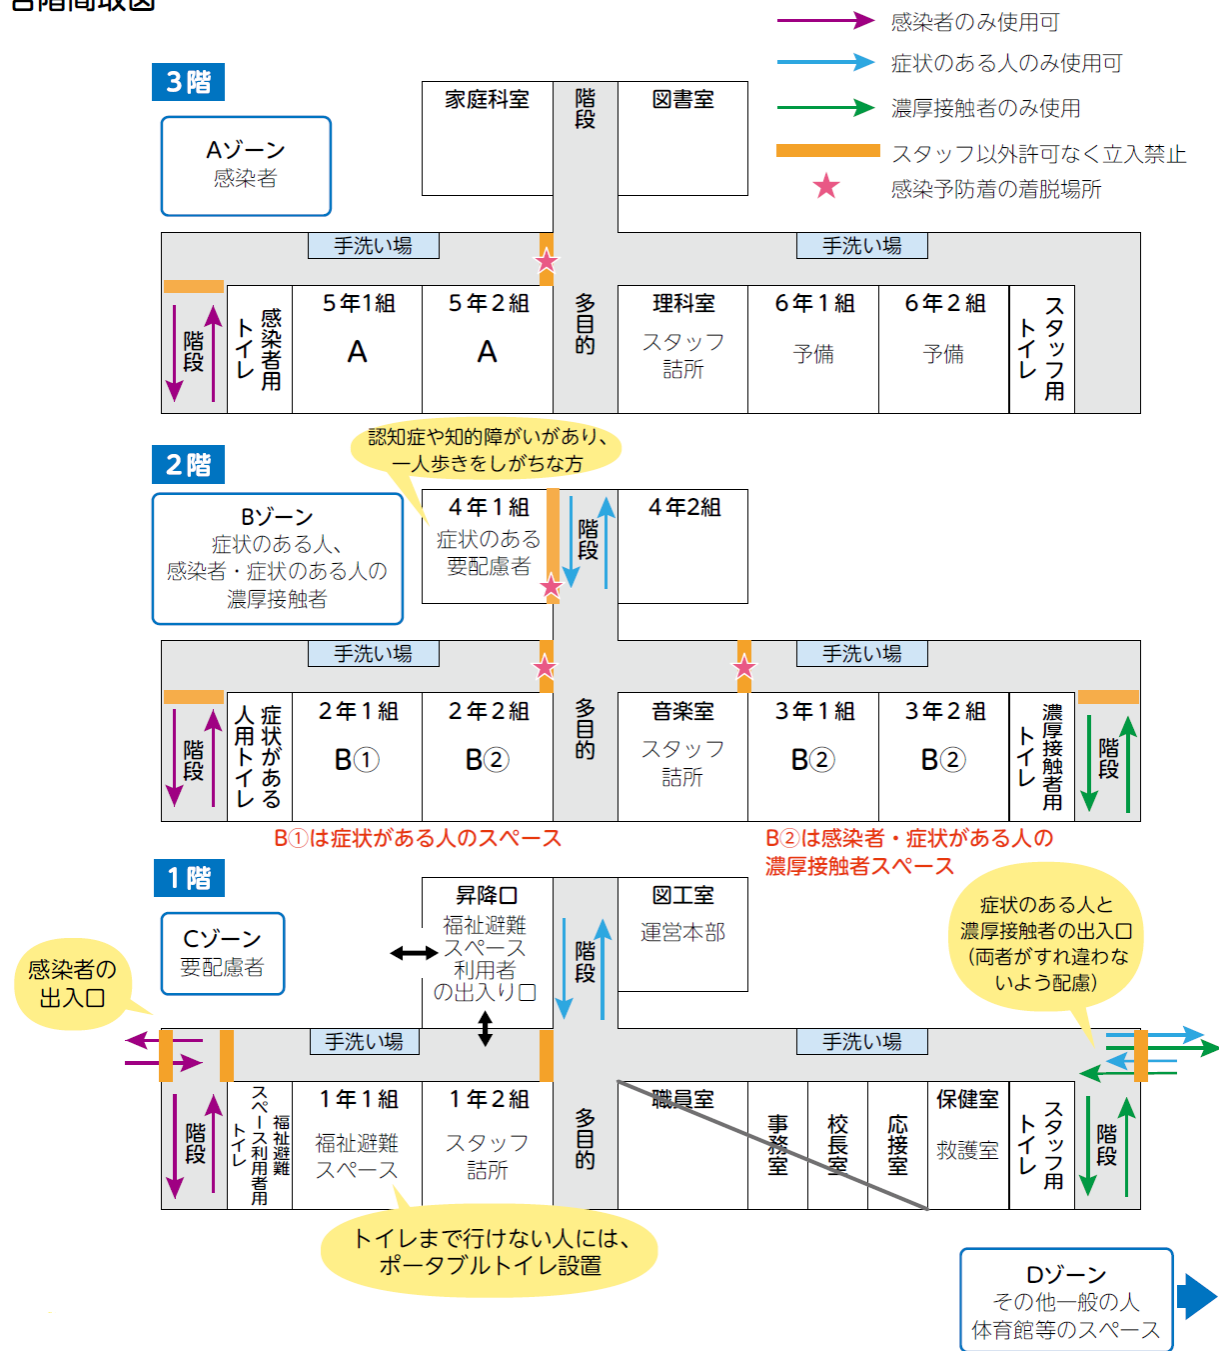 各階間取図
感染者のみ使用可
症状のある人のみ使用可
濃厚接触者のみ使用
スタッフ以外許可なく立入禁止
感染予防着の着脱場所
3階
Aゾーン
感染者
家庭科室
階段
図書室
手洗い場
手洗い場
階段
感染者用
トイレ
5年1組
A
5年2組
A
多目的
理科室
スタッフ
詰所
6年1組
予備
6年2組
予備
スタッフ用
トイレ
認知症や知的障がいがあり、
一人歩きをしがちな方
2階
Bゾーン
症状のある人、
感染者・症状のある人の
濃厚接触者
4年1組
症状のある
要配慮者
階段
4年2組
手洗い場
手洗い場
階段
症状がある
人用トイレ
2年1組
B①
2年2組
B②
多目的
音楽室
スタッフ
詰所
3年1組
B②
3年2組
B②
濃厚接触者用
トイレ
階段
B①は症状がある人のスペース
B②は感染者・症状がある人の
濃厚接触者スペース
1階
Cゾーン
要配慮者
感染者の
出入口
昇降口
福祉避難
スペース
利用者
の出入り口
階段
図工室
運営本部
症状のある人と
濃厚接触者の出入口
(両者がすれ違わな
いよう配慮)
手洗い場
手洗い場
階段
福祉避難
スペース利用者用
トイレ
1年1組
福祉避難
スペース
1年2組
スタッフ
詰所
多目的
職員室
事務室
校長室
応接室
保健室
救護室
スタッフ用
トイレ
階段
トイレまで行けない人には、
ポータブルトイレ設置
Dゾーン
その他一般の人
体育館等のスペース